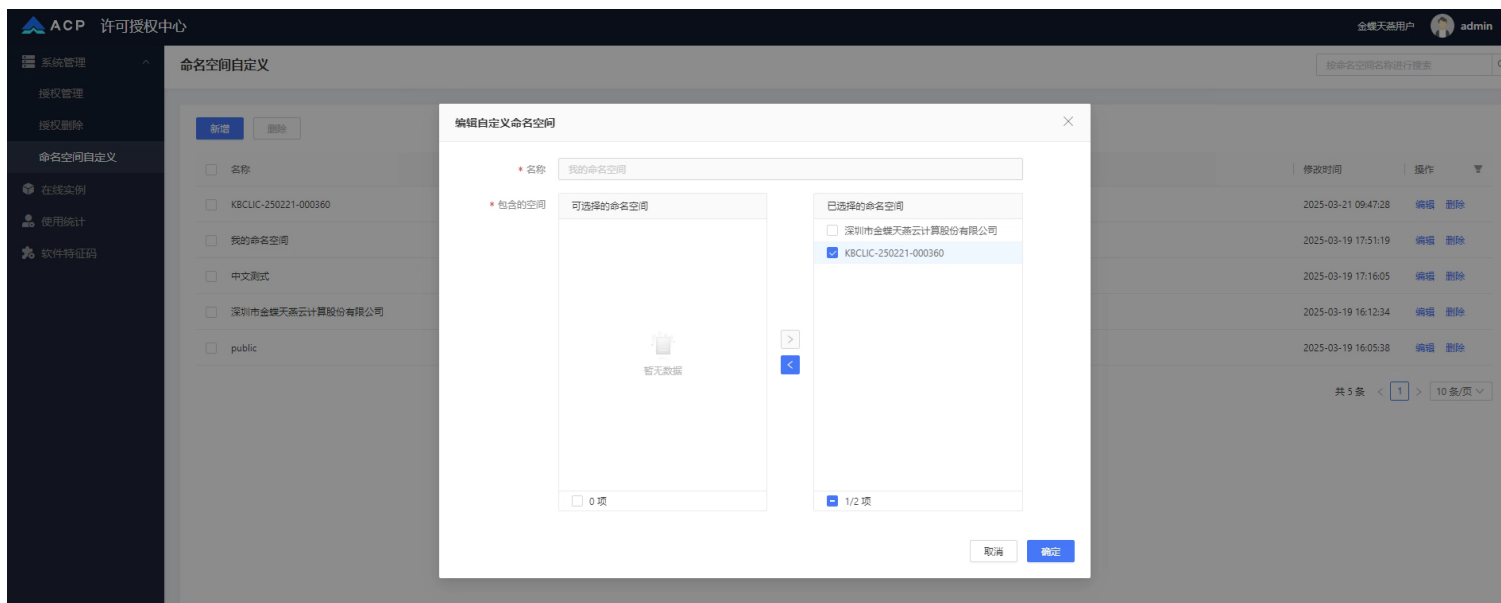 ACP 许可授权中心
金蝶天燕用户 admin
系统管理
授权管理
授权删除
命名空间自定义
在线实例
使用统计
软件特征码
命名空间自定义
按命名空间名称进行搜索
新增 删除
名称 修改时间 操作
KBCLIC-250221-000360 2025-03-21 09:47:28 编辑 删除
我的命名空间 2025-03-19 17:51:19 编辑 删除
中文测试 2025-03-19 17:16:05 编辑 删除
深圳市金蝶天燕云计算股份有限公司 2025-03-19 16:12:34 编辑 删除
public 2025-03-19 16:05:38 编辑 删除
共 5 条 < 1 > 10 条/页
编辑自定义命名空间
* 名称 我的命名空间
* 包含的空间
可选择的命名空间
暂无数据
0 项
已选择的命名空间
深圳市金蝶天燕云计算股份有限公司
KBCLIC-250221-000360
1/2 项
取消 确定